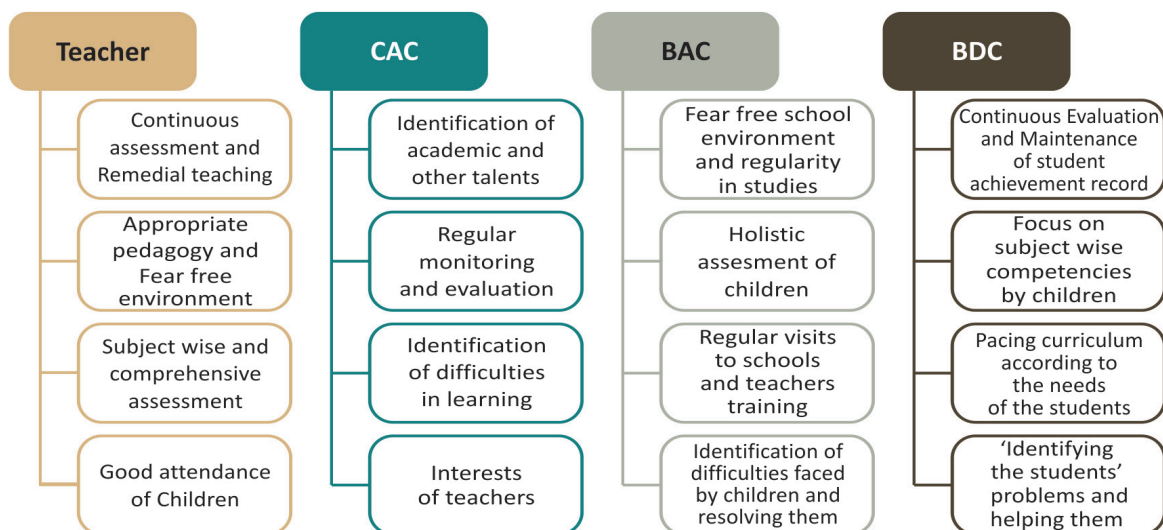 Teacher
Continuous
assessment and
Remedial teaching
Appropriate
pedagogy and
Fear free
environment
Subject wise and
comprehensive
assessment
Good attendance
of Children
CAC
Identification of
academic and
other talents
Regular
monitoring
and evaluation
Identification
of difficulties
in learning
Interests
of teachers
BAC
Fear free school
environment
and regularity
in studies
Holistic
assesment of
children
Regular visits
to schools
and teachers
training
Identification of
difficulties faced
by children and
resolving them
BDC
Continuous Evaluation
and Maintenance
of student
achievement record
Focus on
subject wise
competencies
by children
Pacing curriculum
according to
the needs
of the students
‘Identifying
the students’
problems and
helping them